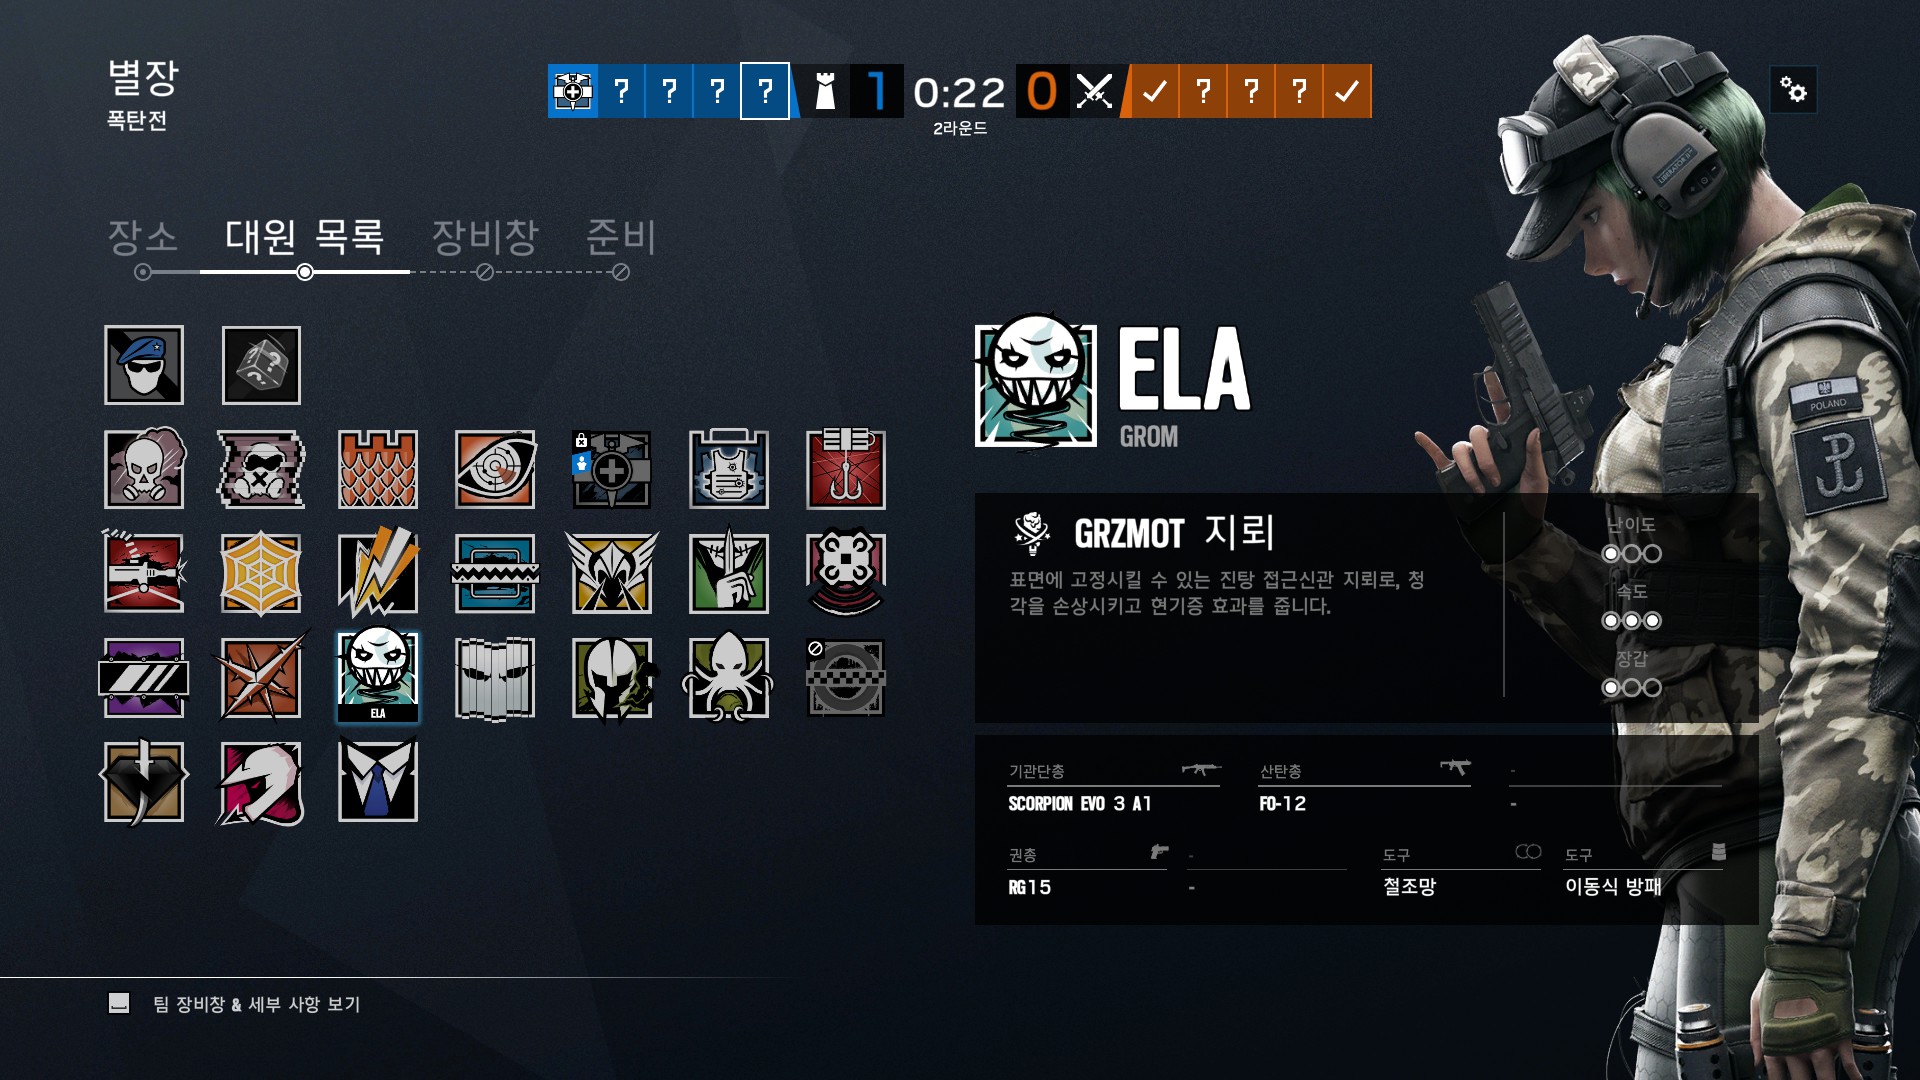 별장
폭탄전
? ? ? ? 1 0:22 0 ? ? ?
2라운드
장소 대원 목록 장비창 준비
ELA
GROM
GRZMOT 지뢰
표면에 고정시킬 수 있는 진탕 접근신관 지뢰로, 청
각을 손상시키고 현기증 효과를 줍니다.
난이도
속도
장갑
ELA
기관단총 산탄총 -
SCORPION EVO 3 A1 FO-12 -
권총 - 도구 도구
RG15 - 철조망 이동식 방패
팀 장비창 & 세부 사항 보기
POLAND